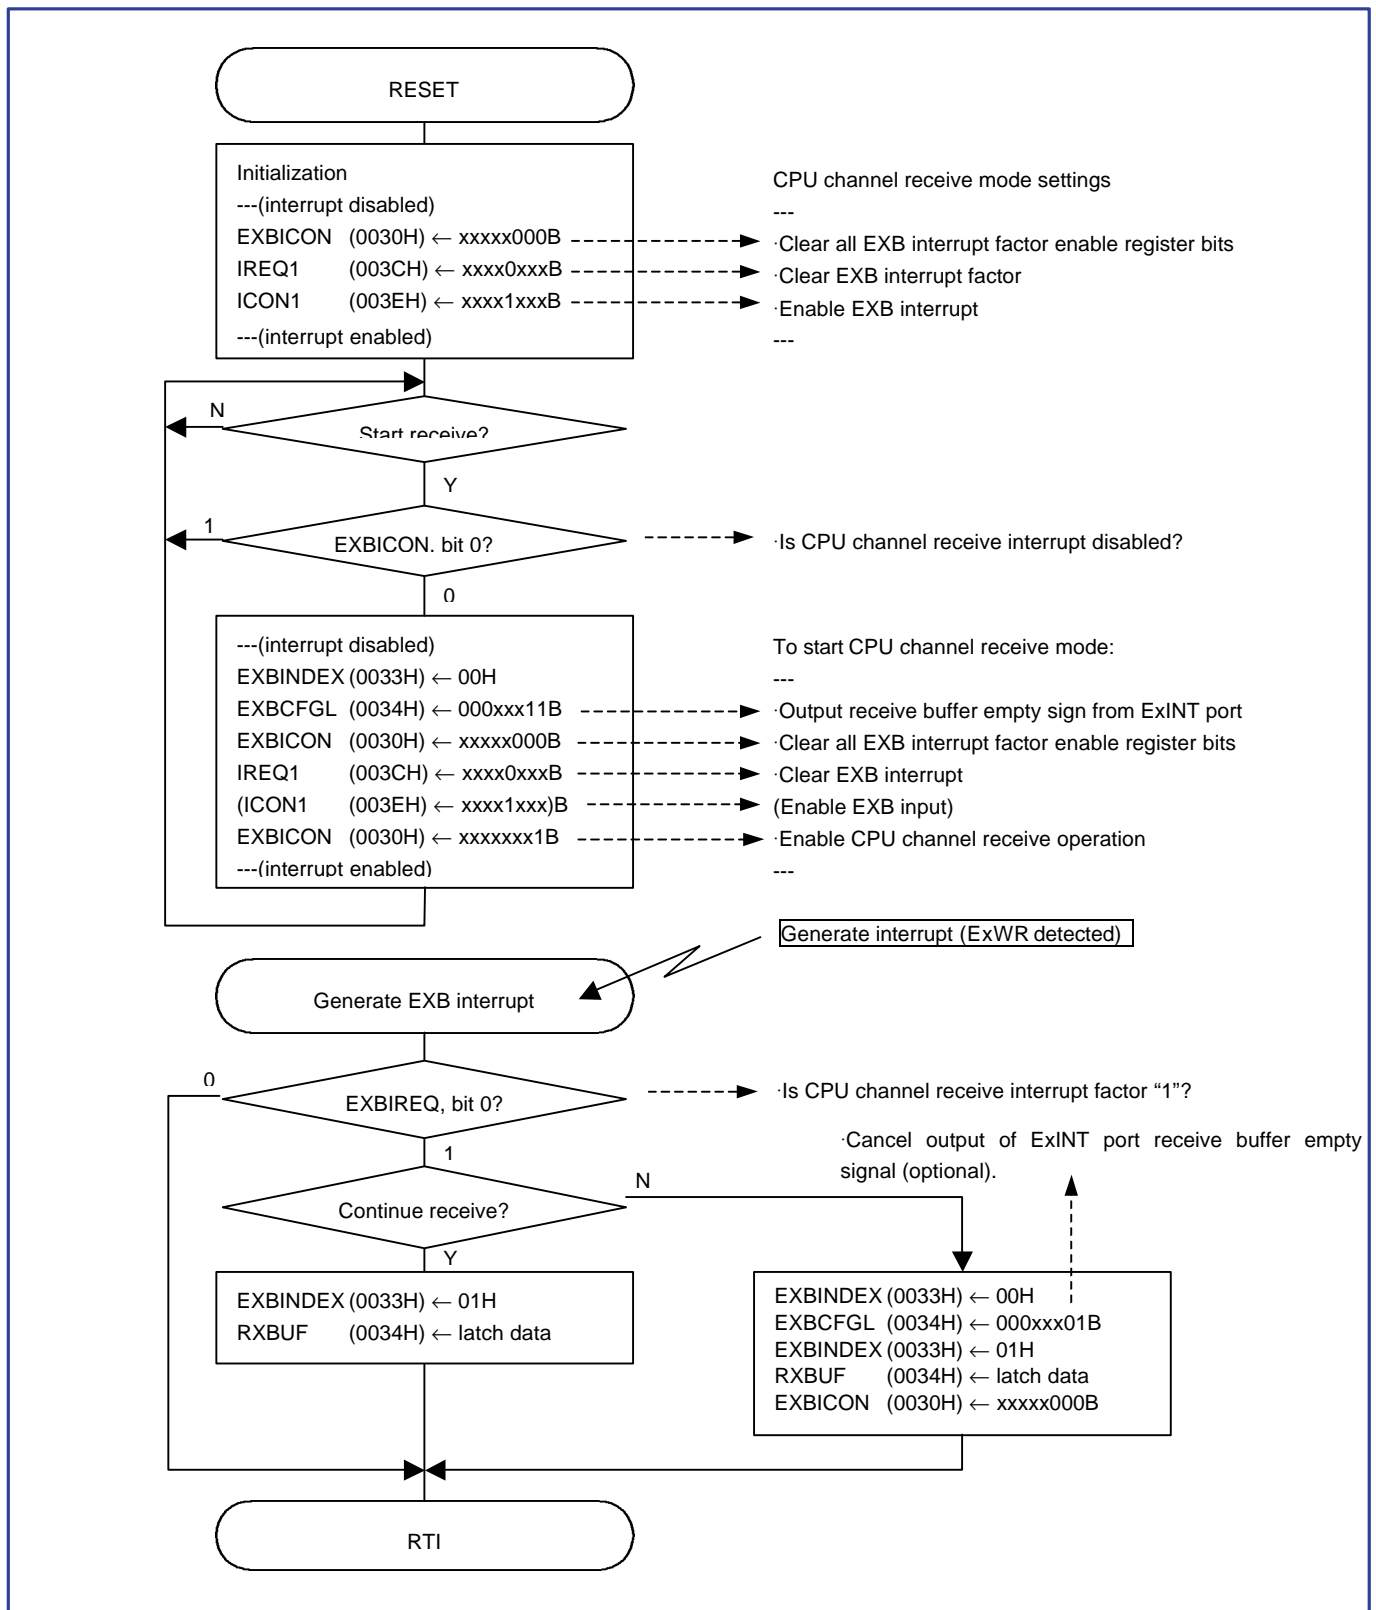 RESET
Initialization
---(interrupt disabled)
EXBICON (0030H) ← xxxxx000B
IREQ1 (003CH) ← xxxx0xxxB
ICON1 (003EH) ← xxxx1xxxB
---(interrupt enabled)
CPU channel receive mode settings
---
·Clear all EXB interrupt factor enable register bits
·Clear EXB interrupt factor
·Enable EXB interrupt
---
N
Start receive?
Y
1
EXBICON. bit 0?
·Is CPU channel receive interrupt disabled?
0
---(interrupt disabled)
EXBINDEX (0033H) ← 00H
EXBCFGL (0034H) ← 000xxx11B
EXBICON (0030H) ← xxxxx000B
IREQ1 (003CH) ← xxxx0xxxB
(ICON1 (003EH) ← xxxx1xxx)B
EXBICON (0030H) ← xxxxxxx1B
---(interrupt enabled)
To start CPU channel receive mode:
---
·Output receive buffer empty sign from ExINT port
·Clear all EXB interrupt factor enable register bits
·Clear EXB interrupt
(Enable EXB input)
·Enable CPU channel receive operation
---
Generate interrupt (ExWR detected)
Generate EXB interrupt
0
EXBIREQ, bit 0?
·Is CPU channel receive interrupt factor “1”?
1
·Cancel output of ExINT port receive buffer empty
signal (optional).
N
Continue receive?
Y
EXBINDEX (0033H) ← 01H
RXBUF (0034H) ← latch data
EXBINDEX (0033H) ← 00H
EXBCFGL (0034H) ← 000xxx01B
EXBINDEX (0033H) ← 01H
RXBUF (0034H) ← latch data
EXBICON (0030H) ← xxxxx000B
RTI